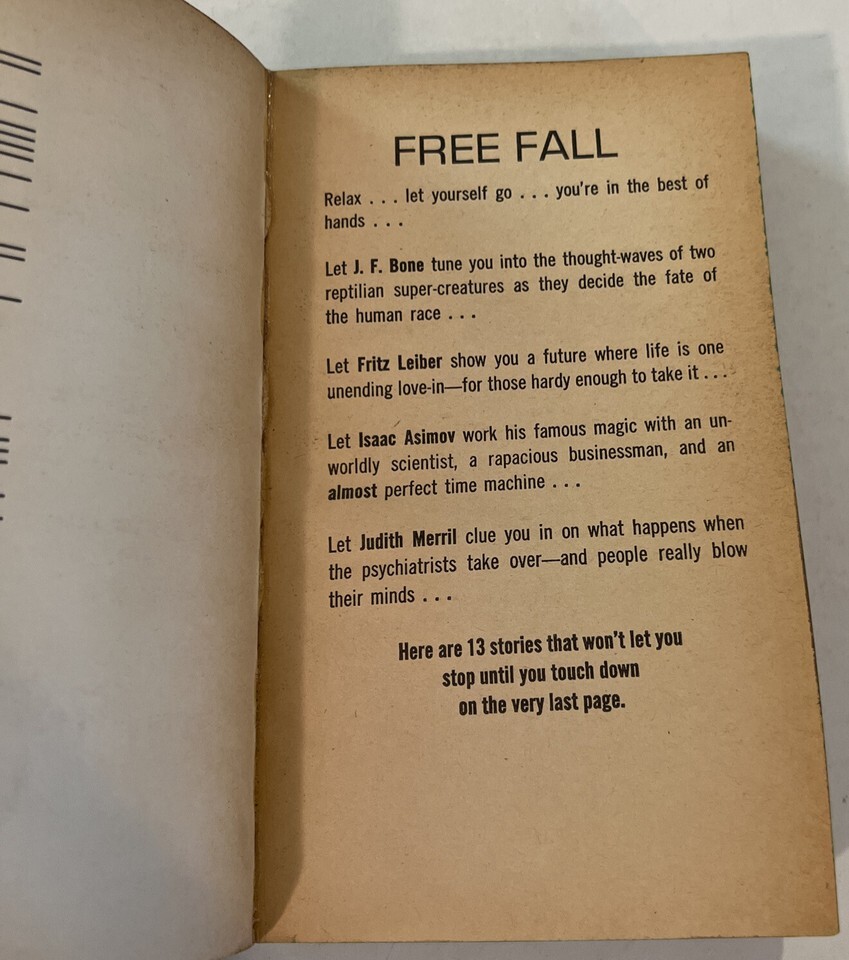 FREE FALL
Relax . . . let yourself go . . . you're in the best of
hands . . .
Let J. F. Bone tune you into the thought-waves of two
reptilian super-creatures as they decide the fate of
the human race . . .
Let Fritz Leiber show you a future where life is one
unending love-in—for those hardy enough to take it . . .
Let Isaac Asimov work his famous magic with an un-
worldly scientist, a rapacious businessman, and an
almost perfect time machine . . .
Let Judith Merril clue you in on what happens when
the psychiatrists take over—and people really blow
their minds . . .
Here are 13 stories that won't let you
stop until you touch down
on the very last page.